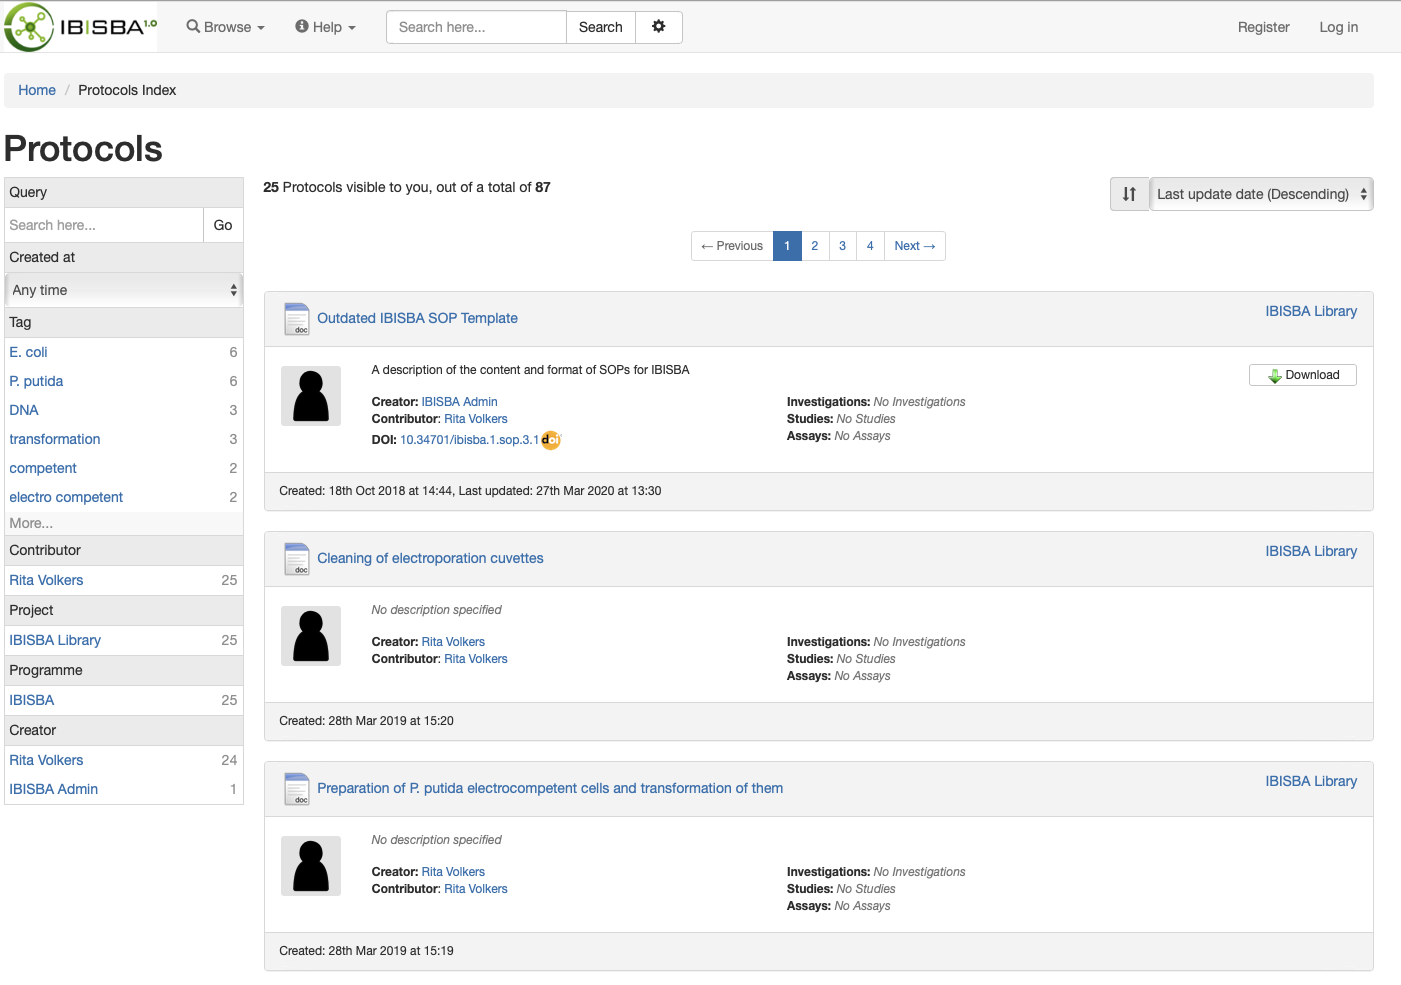 IBISBA 1.0
Browse
Help
Search here...
Search
Register
Log in
Home / Protocols Index
Protocols
Query
Search here...
Go
Created at
Any time
Tag
E. coli 6
P. putida 6
DNA 3
transformation 3
competent 2
electro competent 2
More...
Contributor
Rita Volkers 25
Project
IBISBA Library 25
Programme
IBISBA 25
Creator
Rita Volkers 24
IBISBA Admin 1
25 Protocols visible to you, out of a total of 87
Last update date (Descending)
← Previous 1 2 3 4 Next →
doc
Outdated IBISBA SOP Template
IBISBA Library
A description of the content and format of SOPs for IBISBA
Download
Creator: IBISBA Admin
Contributor: Rita Volkers
DOI: 10.34701/ibisba.1.sop.3.1 doi
Investigations: No Investigations
Studies: No Studies
Assays: No Assays
Created: 18th Oct 2018 at 14:44, Last updated: 27th Mar 2020 at 13:30
doc
Cleaning of electroporation cuvettes
IBISBA Library
No description specified
Creator: Rita Volkers
Contributor: Rita Volkers
Investigations: No Investigations
Studies: No Studies
Assays: No Assays
Created: 28th Mar 2019 at 15:20
doc
Preparation of P. putida electrocompetent cells and transformation of them
IBISBA Library
No description specified
Creator: Rita Volkers
Contributor: Rita Volkers
Investigations: No Investigations
Studies: No Studies
Assays: No Assays
Created: 28th Mar 2019 at 15:19